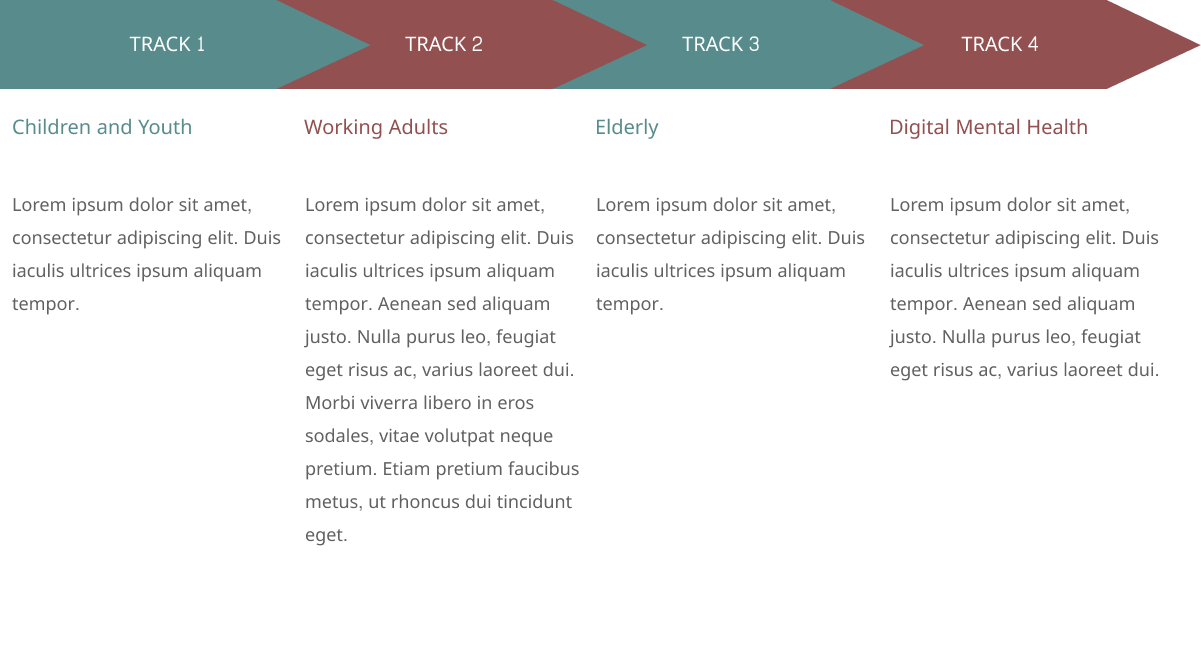 TRACK 1
TRACK 2
TRACK 3
TRACK 4
Children and Youth
Lorem ipsum dolor sit amet,
consectetur adipiscing elit. Duis
iaculis ultrices ipsum aliquam
tempor.
Working Adults
Lorem ipsum dolor sit amet,
consectetur adipiscing elit. Duis
iaculis ultrices ipsum aliquam
tempor. Aenean sed aliquam
justo. Nulla purus leo, feugiat
eget risus ac, varius laoreet dui.
Morbi viverra libero in eros
sodales, vitae volutpat neque
pretium. Etiam pretium faucibus
metus, ut rhoncus dui tincidunt
eget.
Elderly
Lorem ipsum dolor sit amet,
consectetur adipiscing elit. Duis
iaculis ultrices ipsum aliquam
tempor.
Digital Mental Health
Lorem ipsum dolor sit amet,
consectetur adipiscing elit. Duis
iaculis ultrices ipsum aliquam
tempor. Aenean sed aliquam
justo. Nulla purus leo, feugiat
eget risus ac, varius laoreet dui.